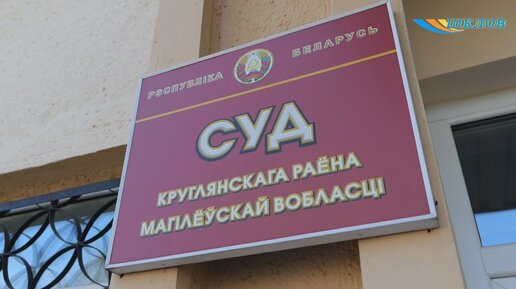 ШКЛОВ
РЭСПУБЛІКА БЕЛАРУСЬ
СУД
КРУГЛЯНСКАГА РАЁНА
МАГІЛЁЎСКАЙ ВОБЛАСЦІ